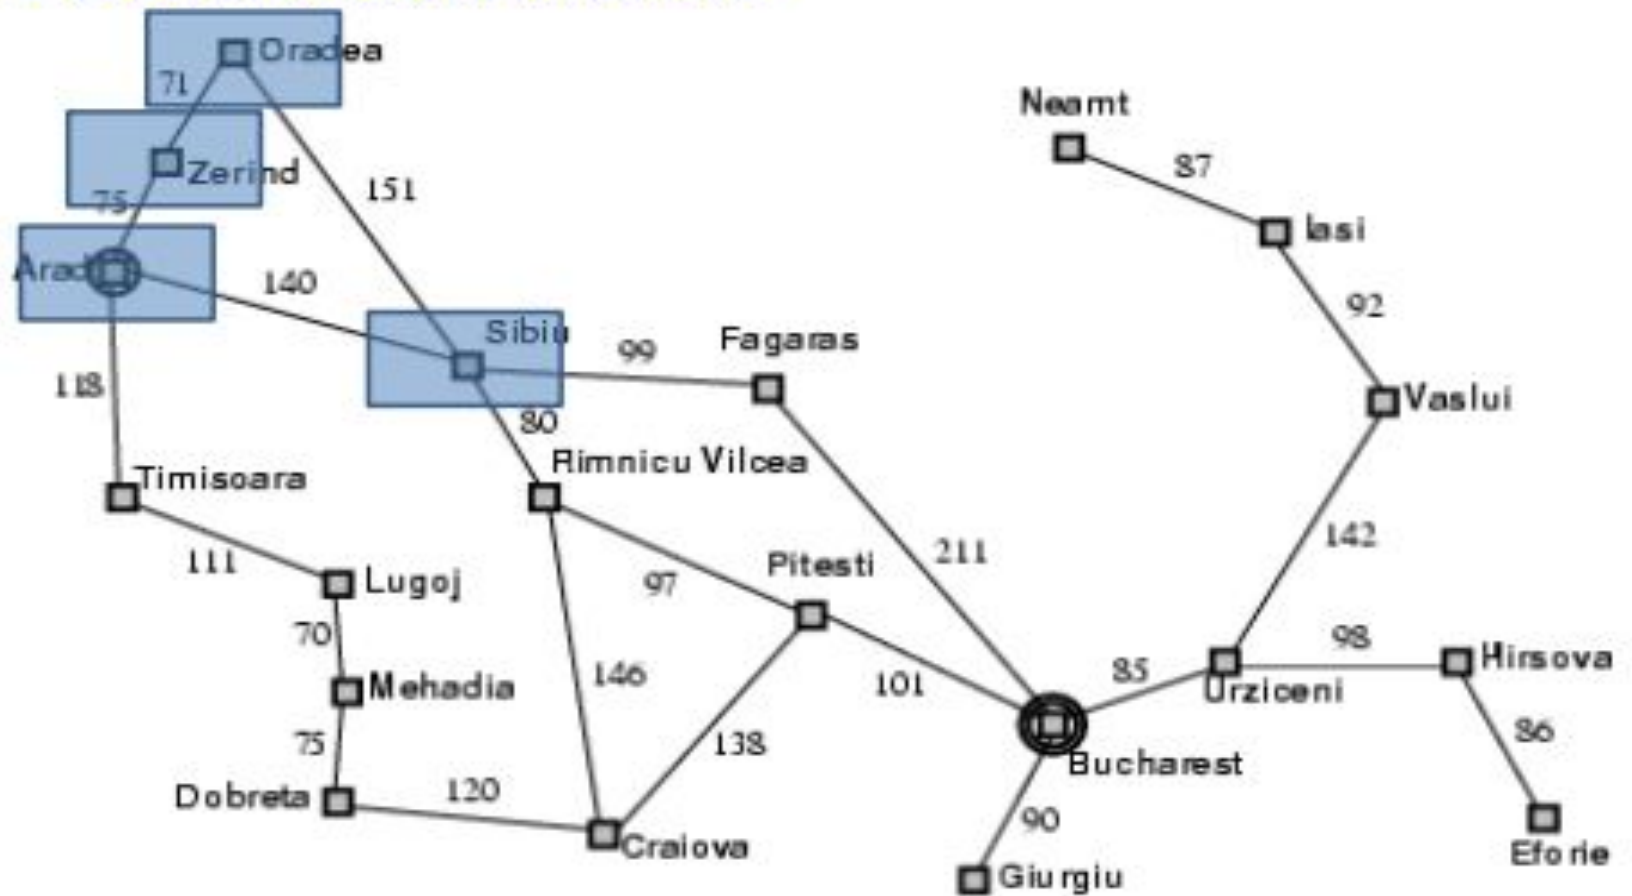 Oradea
71
Neamt
Zerind
87
151
75
Iasi
Arad
140
92
Sibiu
99
Fagaras
118
Vaslui
80
Rimnicu Vilcea
Timisoara
142
211
111
Pitesti
Lugoj
97
70
98
Hirsova
146
85
Mehadia
101
Urziceni
75
138
86
Bucharest
Dobreta
120
90
Craiova
Eforie
Giurgiu